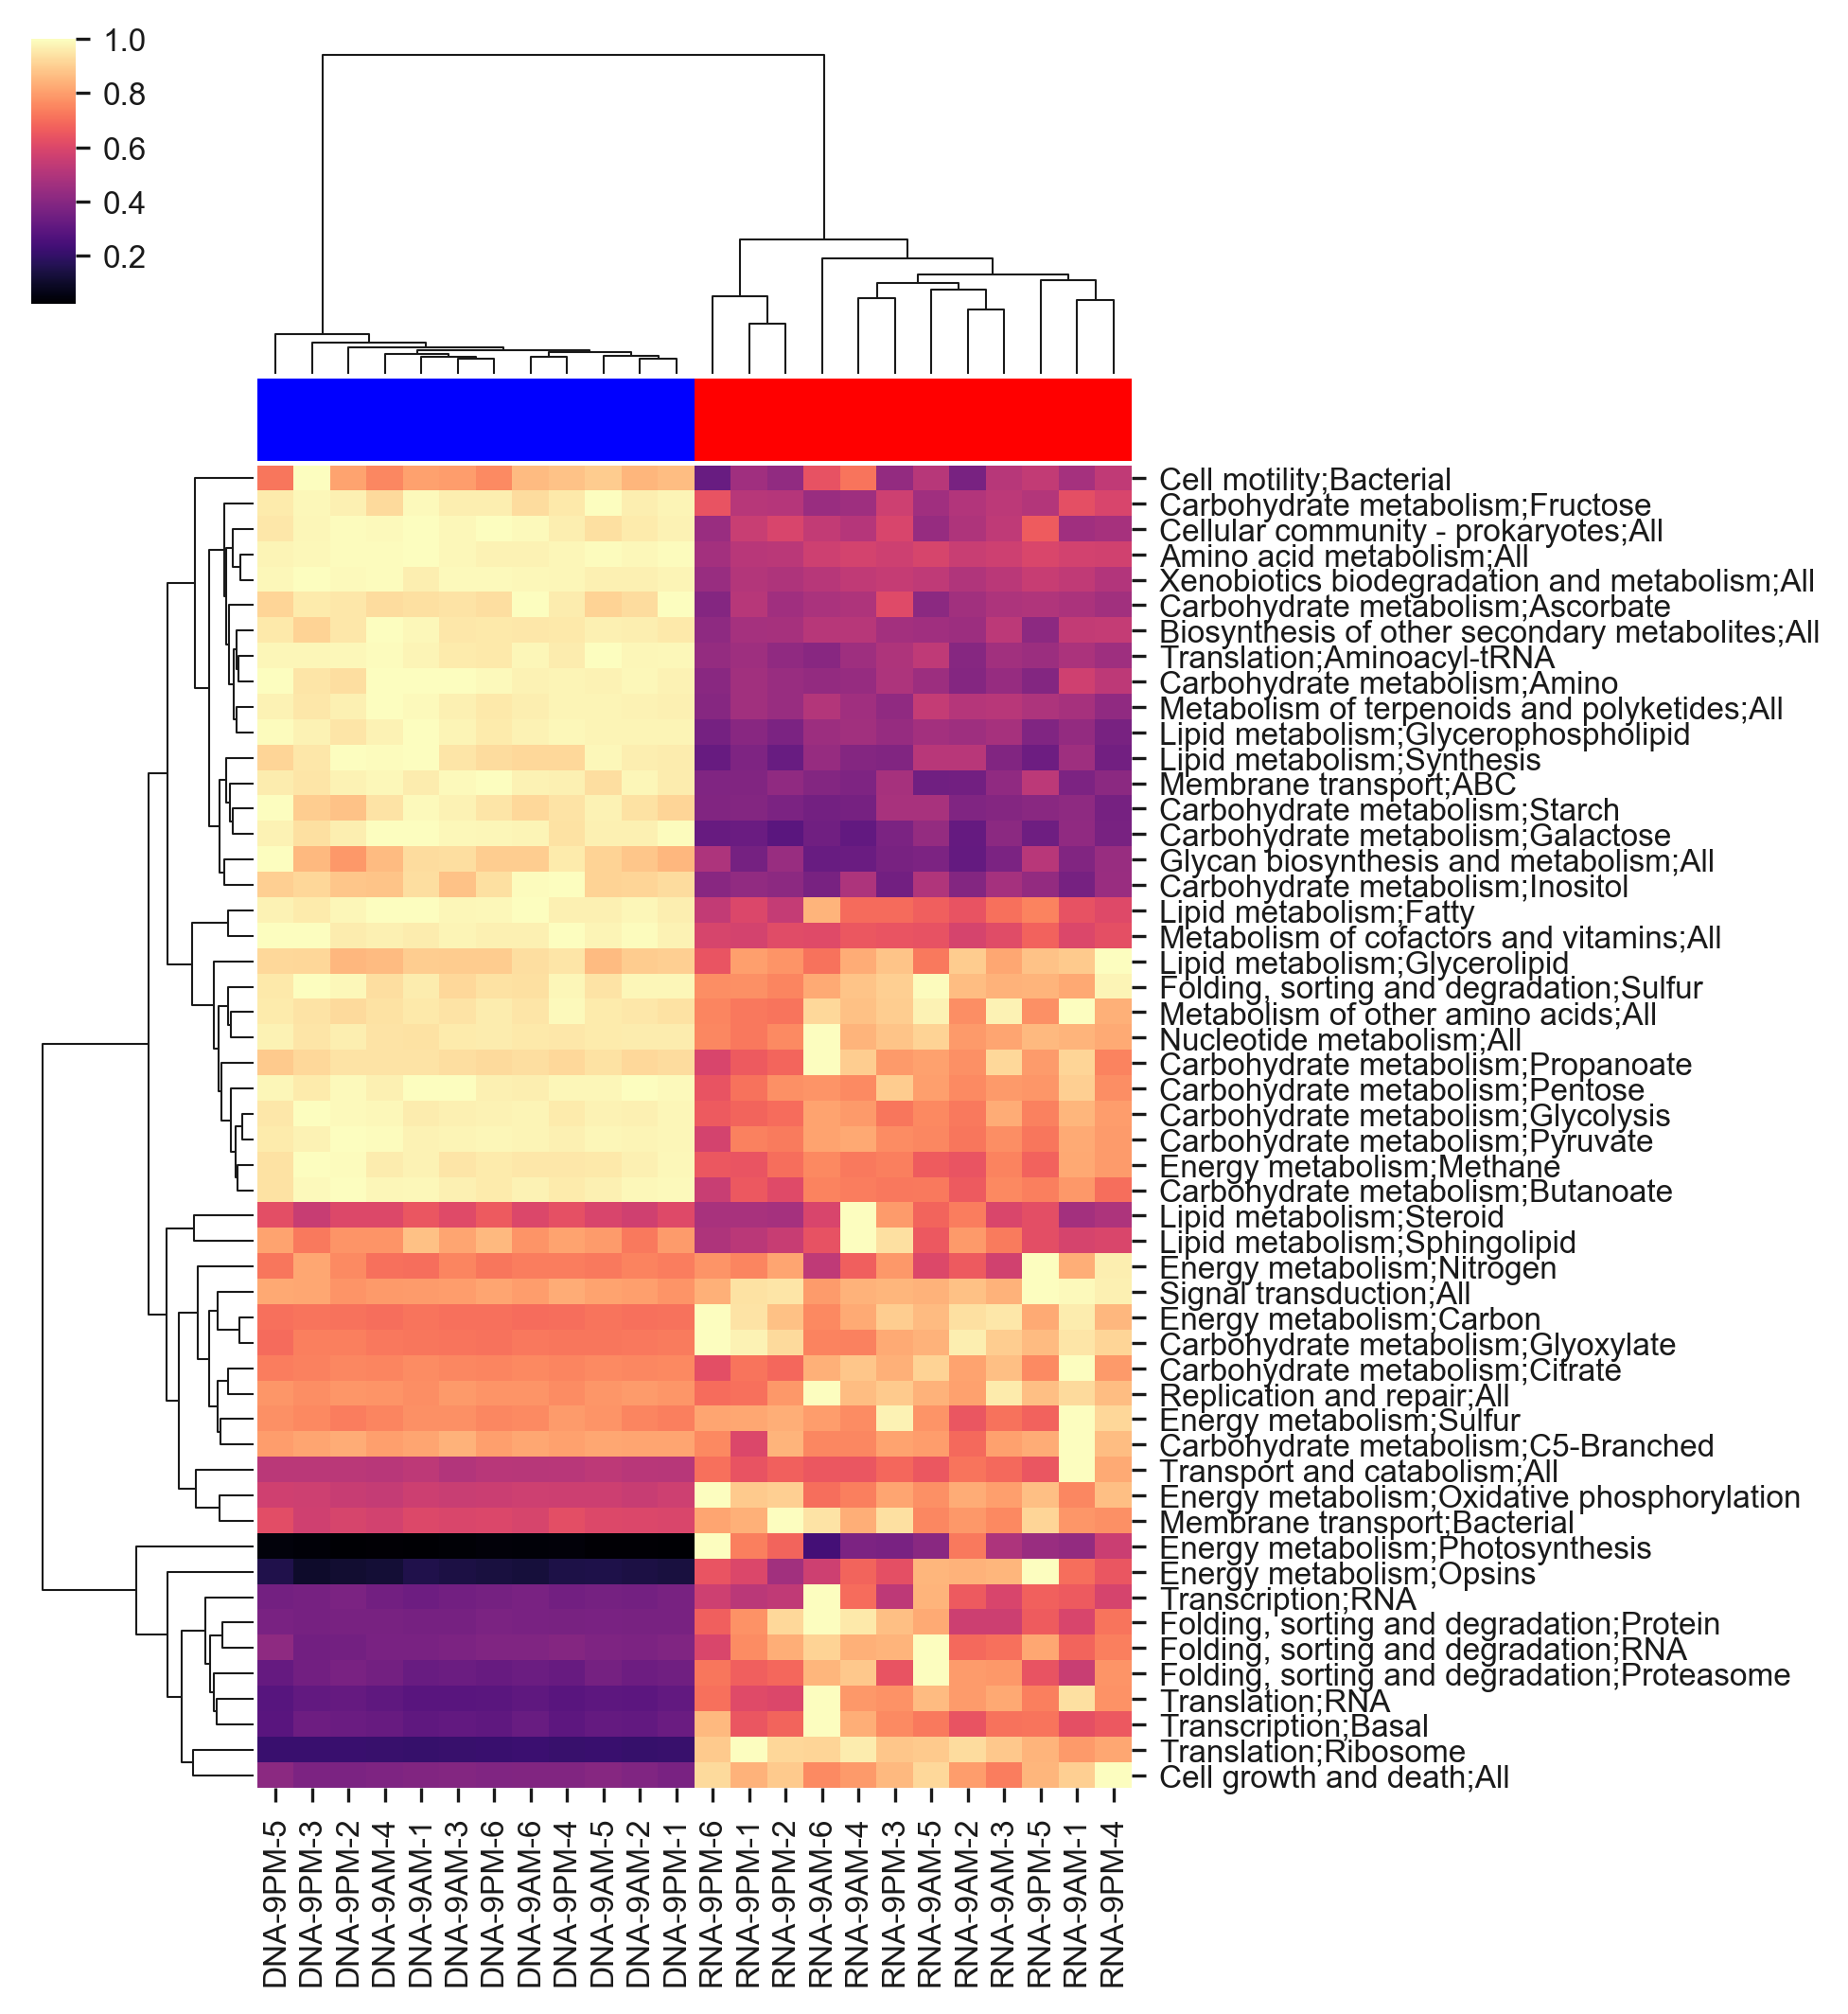 1.0
0.8
0.6
0.4
0.2
Cell motility;Bacterial
Carbohydrate metabolism;Fructose
Cellular community - prokaryotes;All
Amino acid metabolism;All
Xenobiotics biodegradation and metabolism;All
Carbohydrate metabolism;Ascorbate
Biosynthesis of other secondary metabolites;All
Translation;Aminoacyl-tRNA
Carbohydrate metabolism;Amino
Metabolism of terpenoids and polyketides;All
Lipid metabolism;Glycerophospholipid
Lipid metabolism;Synthesis
Membrane transport;ABC
Carbohydrate metabolism;Starch
Carbohydrate metabolism;Galactose
Glycan biosynthesis and metabolism;All
Carbohydrate metabolism;Inositol
Lipid metabolism;Fatty
Metabolism of cofactors and vitamins;All
Lipid metabolism;Glycerolipid
Folding, sorting and degradation;Sulfur
Metabolism of other amino acids;All
Nucleotide metabolism;All
Carbohydrate metabolism;Propanoate
Carbohydrate metabolism;Pentose
Carbohydrate metabolism;Glycolysis
Carbohydrate metabolism;Pyruvate
Energy metabolism;Methane
Carbohydrate metabolism;Butanoate
Lipid metabolism;Steroid
Lipid metabolism;Sphingolipid
Energy metabolism;Nitrogen
Signal transduction;All
Energy metabolism;Carbon
Carbohydrate metabolism;Glyoxylate
Carbohydrate metabolism;Citrate
Replication and repair;All
Energy metabolism;Sulfur
Carbohydrate metabolism;C5-Branched
Transport and catabolism;All
Energy metabolism;Oxidative phosphorylation
Membrane transport;Bacterial
Energy metabolism;Photosynthesis
Energy metabolism;Opsins
Transcription;RNA
Folding, sorting and degradation;Protein
Folding, sorting and degradation;RNA
Folding, sorting and degradation;Proteasome
Translation;RNA
Transcription;Basal
Translation;Ribosome
Cell growth and death;All
DNA-9PM-5
DNA-9PM-3
DNA-9PM-2
DNA-9AM-4
DNA-9AM-1
DNA-9AM-3
DNA-9PM-6
DNA-9AM-6
DNA-9PM-4
DNA-9AM-5
DNA-9AM-2
DNA-9PM-1
RNA-9PM-6
RNA-9PM-1
RNA-9PM-2
RNA-9AM-6
RNA-9AM-4
RNA-9PM-3
RNA-9AM-5
RNA-9AM-2
RNA-9AM-3
RNA-9PM-5
RNA-9AM-1
RNA-9PM-4